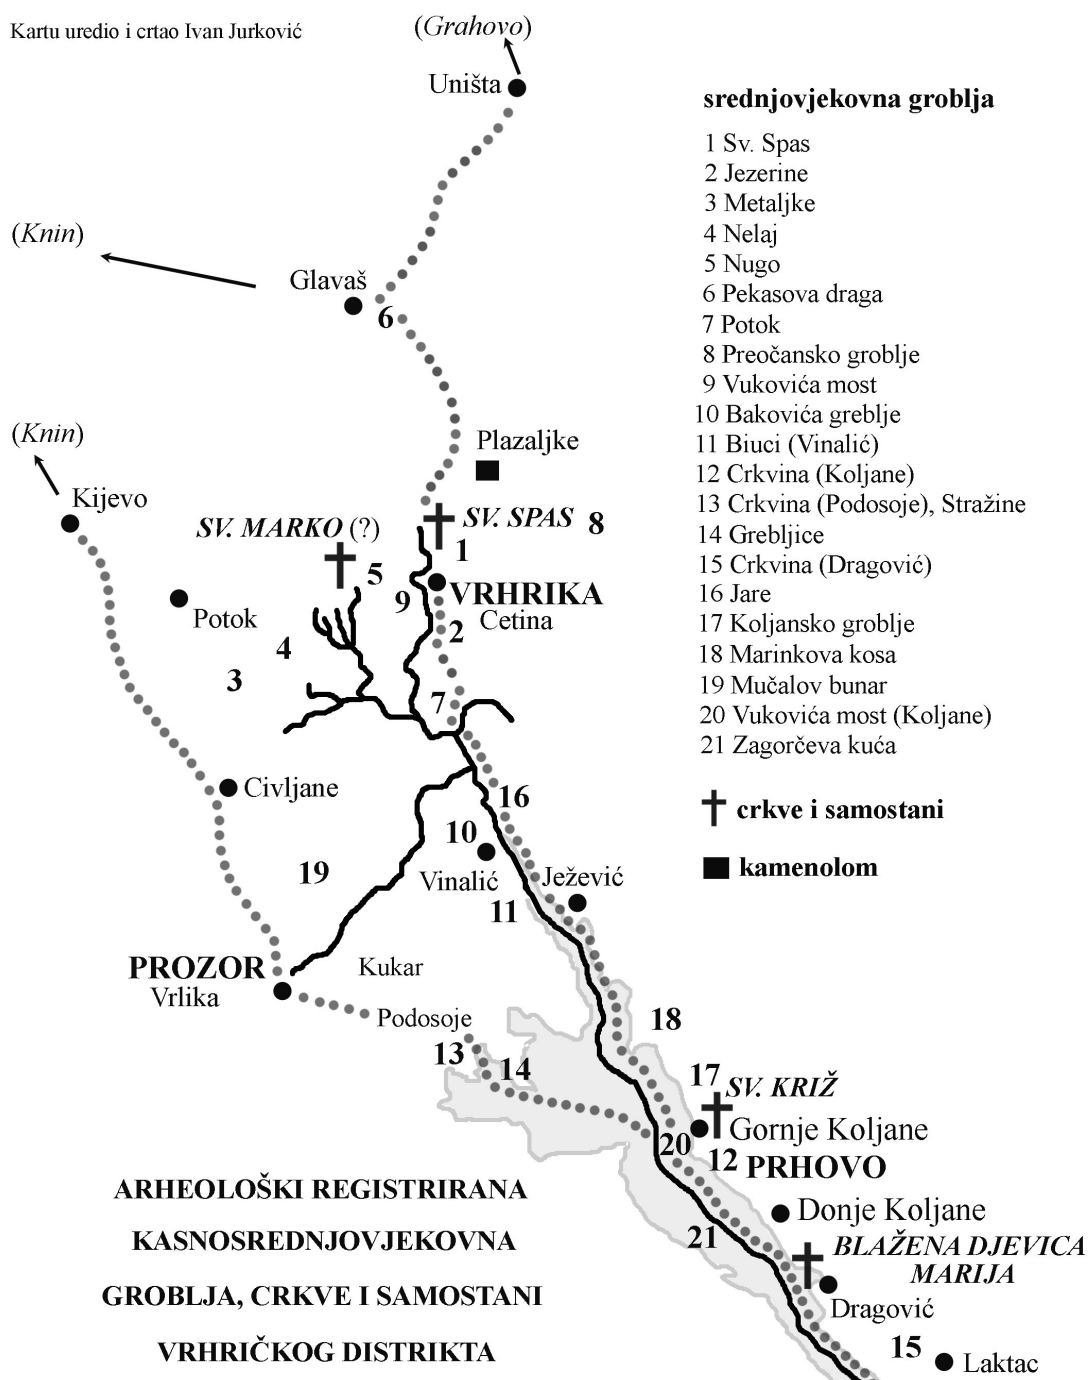 Kartu uredio i crtao Ivan Jurković
(Grahovo)
Uništa
srednjovjekovna groblja
1 Sv. Spas
2 Jezerine
3 Metaljke
4 Nelaj
5 Nugo
6 Pekasova draga
7 Potok
8 Preočansko groblje
9 Vukovića most
10 Bakovića greblje
11 Biuci (Vinalić)
12 Crkvina (Koljane)
13 Crkvina (Podosoje), Stražine
14 Grebljice
15 Crkvina (Dragović)
16 Jare
17 Koljansko groblje
18 Marinkova kosa
19 Mučalov bunar
20 Vukovića most (Koljane)
21 Zagorčeva kuća
crkve i samostani
kamenolom
(Knin)
Glavaš
6
(Knin)
Plazaljke
Kijevo
SV. MARKO (?)
SV. SPAS 8
1
5
9
VRHRIKA
Cetina
2
Potok
4
3
7
Civljane
16
10
19
Vinalić
Ježević
11
PROZOR
Vrlika
Kukar
Podosoje
18
13
14
17
SV. KRIŽ
Gornje Koljane
20
12 PRHOVO
Donje Koljane
21
BLAŽENA DJEVICA
MARIJA
Dragović
15
Laktac
ARHEOLOŠKI REGISTRIRANA
KASNOSREDNJOVJEKOVNA
GROBLJA, CRKVE I SAMOSTANI
VRHRIČKOG DISTRIKTA